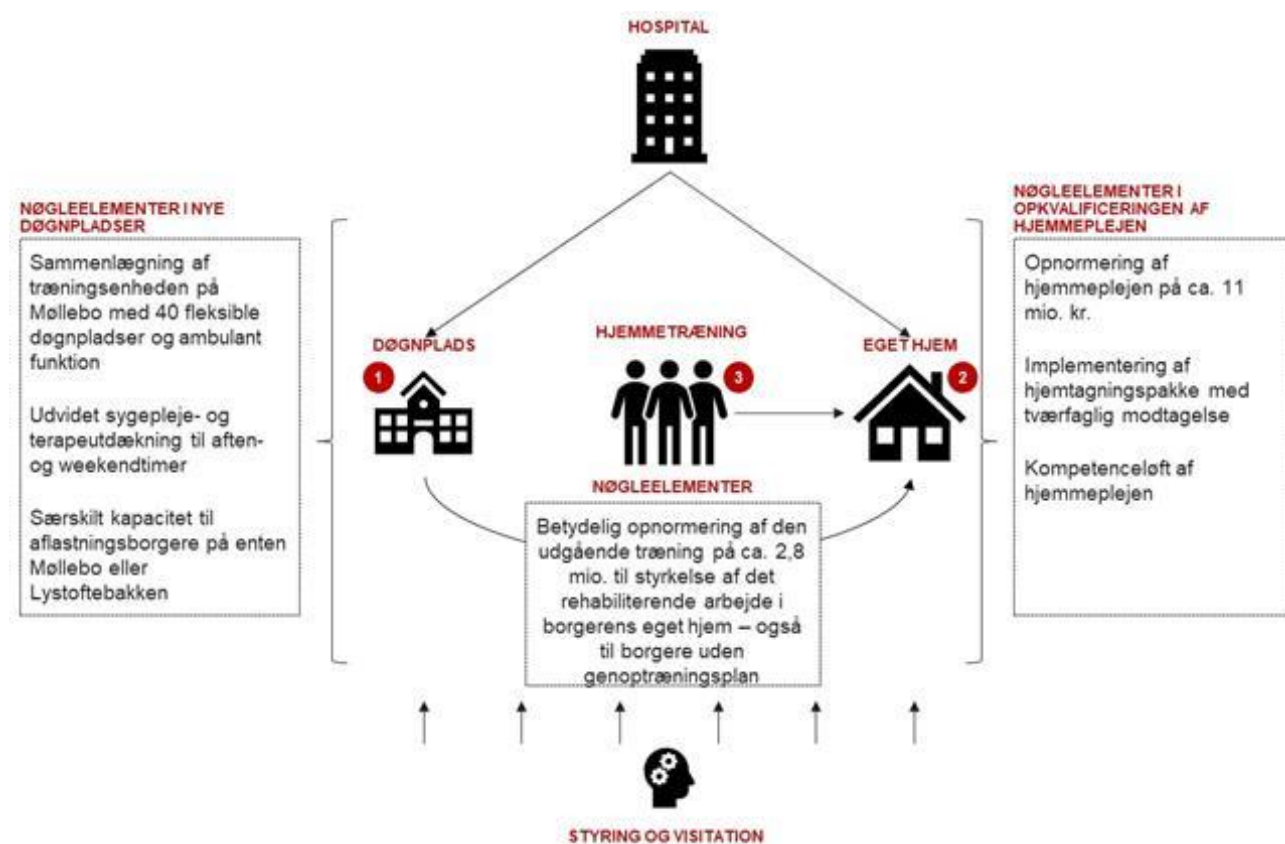 HOSPITAL
NØGLEELEMENTER I NYE
DØGNPLADSER
Sammenlægning af
træningsenheden på
Møllebo med 40 fleksible
døgnpladser og ambulant
funktion
Udvidet sygepleje- og
terapeutdækning til aften-
og weekendtimer
Særskilt kapacitet til
aflastningsborgere på enten
Møllebo eller
Lystoftebakken
DØGNPLADS
1
HJEMMETRÆNING
3
NØGLEELEMENTER
Betydelig opnormering af den
udgående træning på ca. 2,8
mio. til styrkelse af det
rehabiliterende arbejde i
borgerens eget hjem – også
til borgere uden
genoptræningsplan
EGET HJEM
2
NØGLEELEMENTER I
OPKVALIFICERINGEN AF
HJEMMEPLEJEN
Opnormering af
hjemmeplejen på ca. 11
mio. kr.
Implementering af
hjemtagningspakke med
tværfaglig modtagelse
Kompetenceløft af
hjemmeplejen
STYRING OG VISITATION